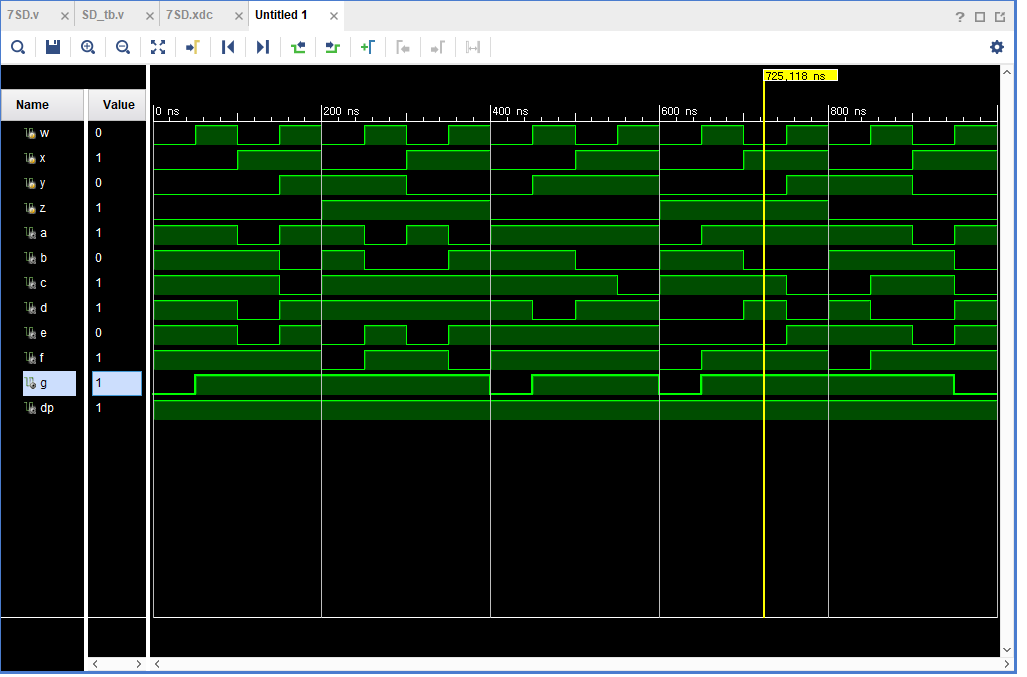 7SD.v × SD_tb.v × 7SD.xdc × Untitled 1 × ?
725,118 ns
Name Value 0 ns 200 ns 400 ns 600 ns 800 ns
w 0
x 1
y 0
z 1
a 1
b 0
c 1
d 1
e 0
f 1
g 1
dp 1